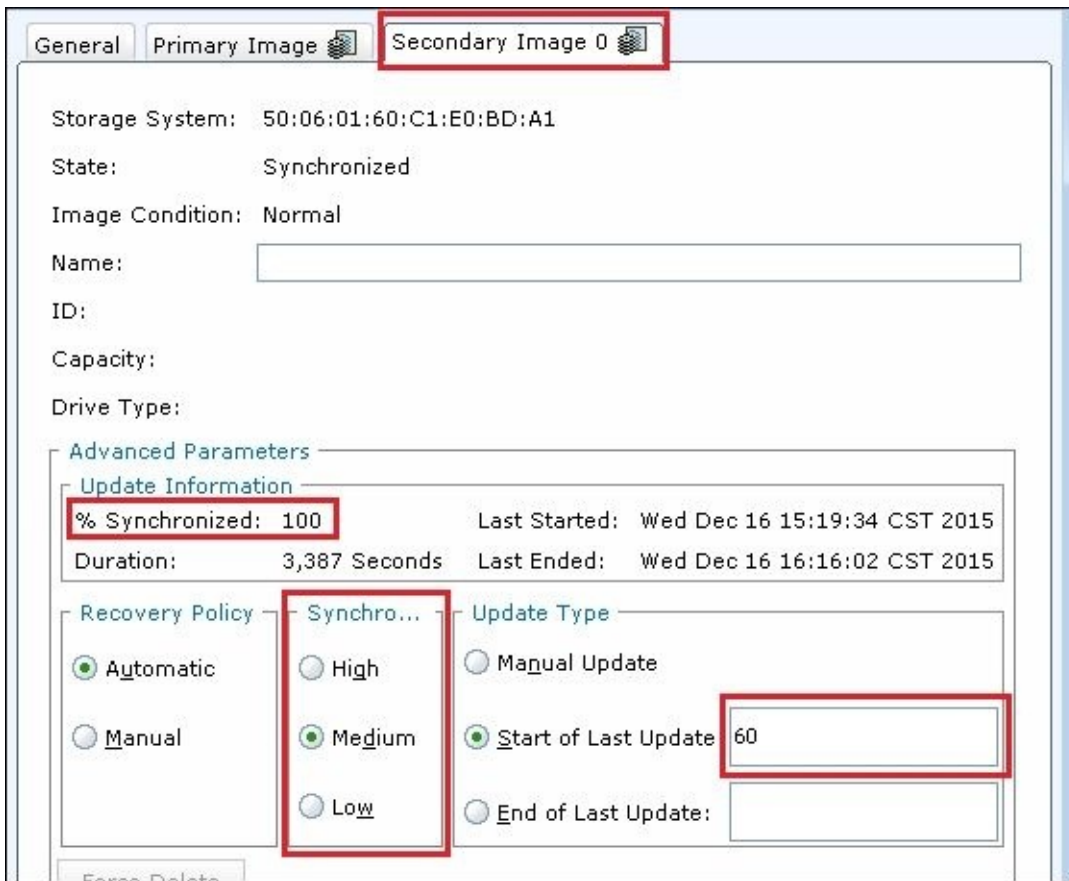 General Primary Image Secondary Image 0
Storage System: 50:06:01:60:C1:E0:BD:A1
State: Synchronized
Image Condition: Normal
Name:
ID:
Capacity:
Drive Type:
Advanced Parameters
Update Information
% Synchronized: 100 Last Started: Wed Dec 16 15:19:34 CST 2015
Duration: 3,387 Seconds Last Ended: Wed Dec 16 16:16:02 CST 2015
Recovery Policy Synchro... Update Type
Automatic High Manual Update
Manual Medium Start of Last Update 60
Low End of Last Update:
Force Delete